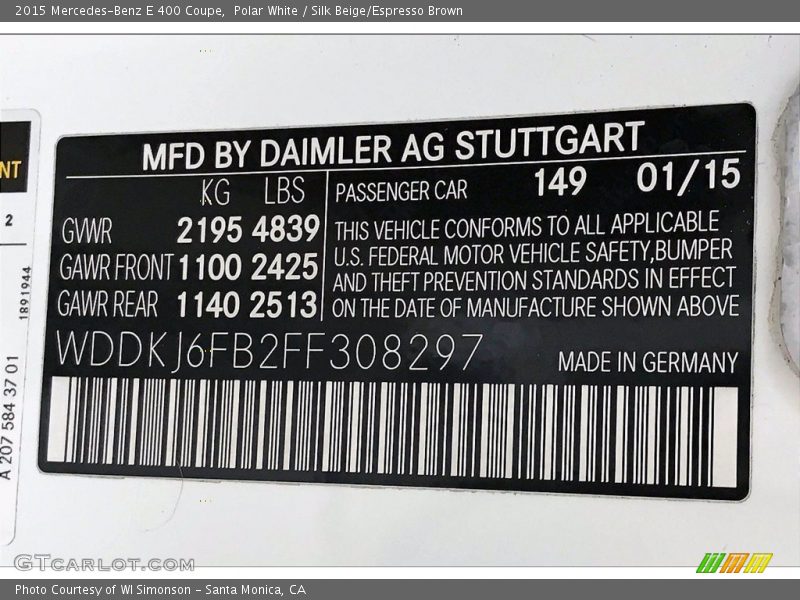 2015 Mercedes-Benz E 400 Coupe,  Polar White / Silk Beige/Espresso Brown
NT
2
1891944
A 207 584 37 01
MFD BY DAIMLER AG STUTTGART
KG LBS
GVWR 2195 4839
GAWR FRONT 1100 2425
GAWR REAR 1140 2513
PASSENGER CAR 149 01/15
THIS VEHICLE CONFORMS TO ALL APPLICABLE
U.S. FEDERAL MOTOR VEHICLE SAFETY,BUMPER
AND THEFT PREVENTION STANDARDS IN EFFECT
ON THE DATE OF MANUFACTURE SHOWN ABOVE
WDDKJ6FB2FF308297
MADE IN GERMANY
GTCARLOT.COM
Photo Courtesy of WI Simonson - Santa Monica, CA